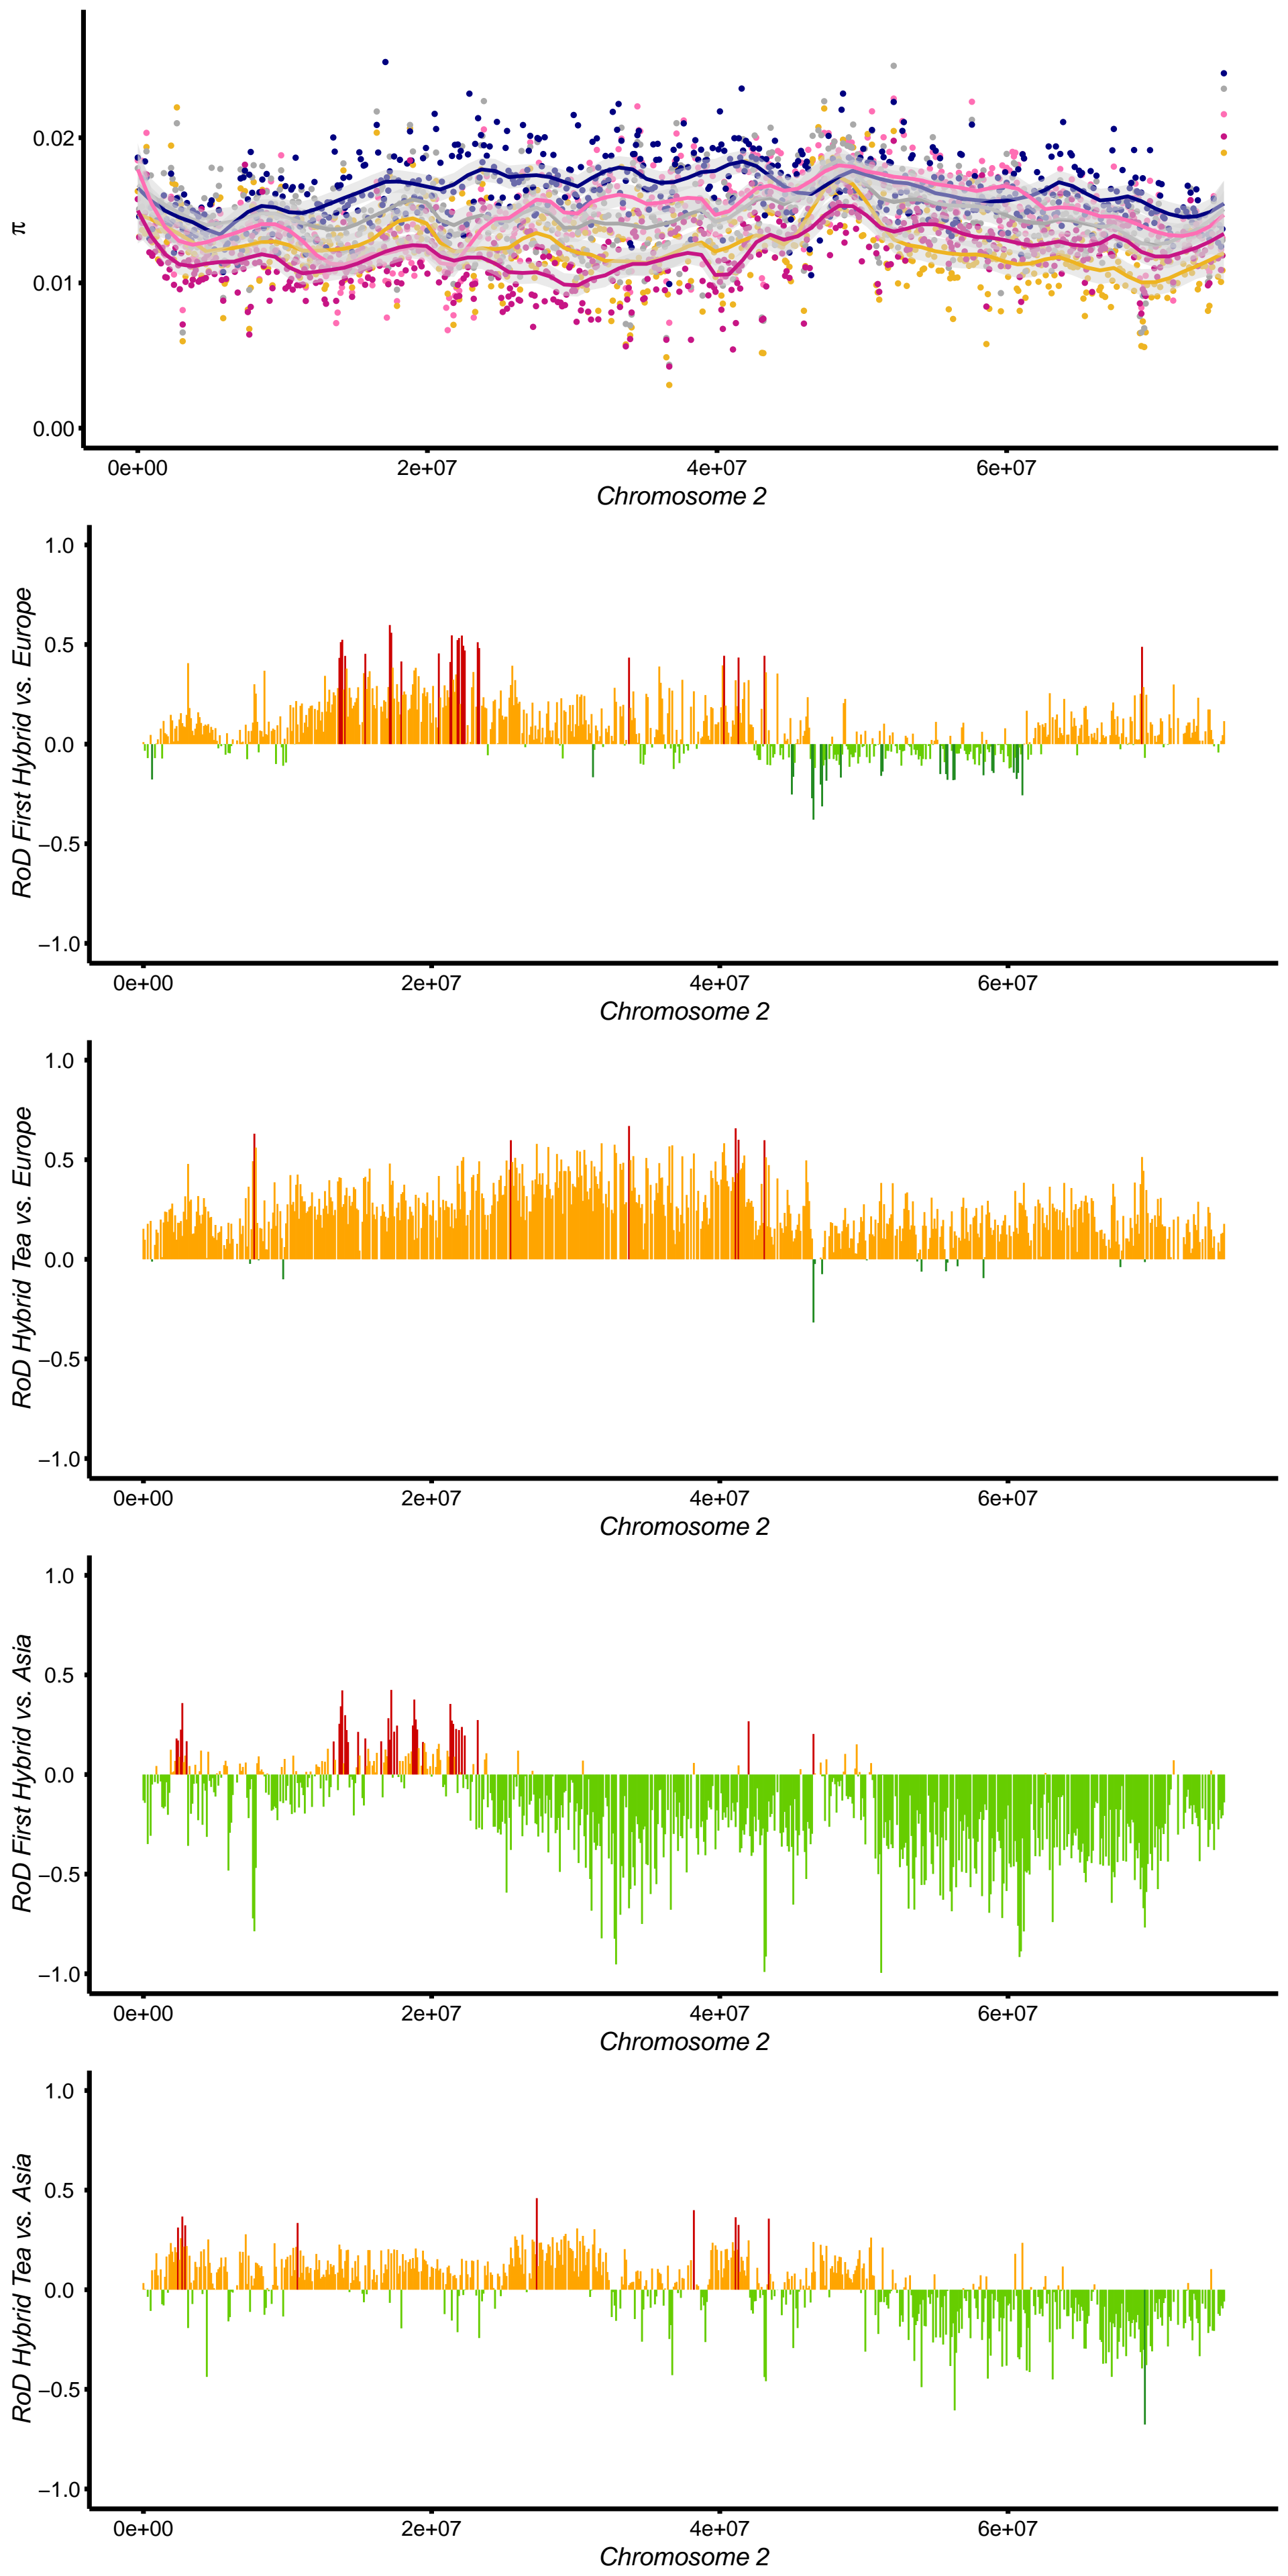 π
0.02
0.01
0.00
0e+00 2e+07 4e+07 6e+07
Chromosome 2
RoD First Hybrid vs. Europe
1.0
0.5
0.0
−0.5
−1.0
0e+00 2e+07 4e+07 6e+07
Chromosome 2
RoD Hybrid Tea vs. Europe
1.0
0.5
0.0
−0.5
−1.0
0e+00 2e+07 4e+07 6e+07
Chromosome 2
RoD First Hybrid vs. Asia
1.0
0.5
0.0
−0.5
−1.0
0e+00 2e+07 4e+07 6e+07
Chromosome 2
RoD Hybrid Tea vs. Asia
1.0
0.5
0.0
−0.5
−1.0
0e+00 2e+07 4e+07 6e+07
Chromosome 2